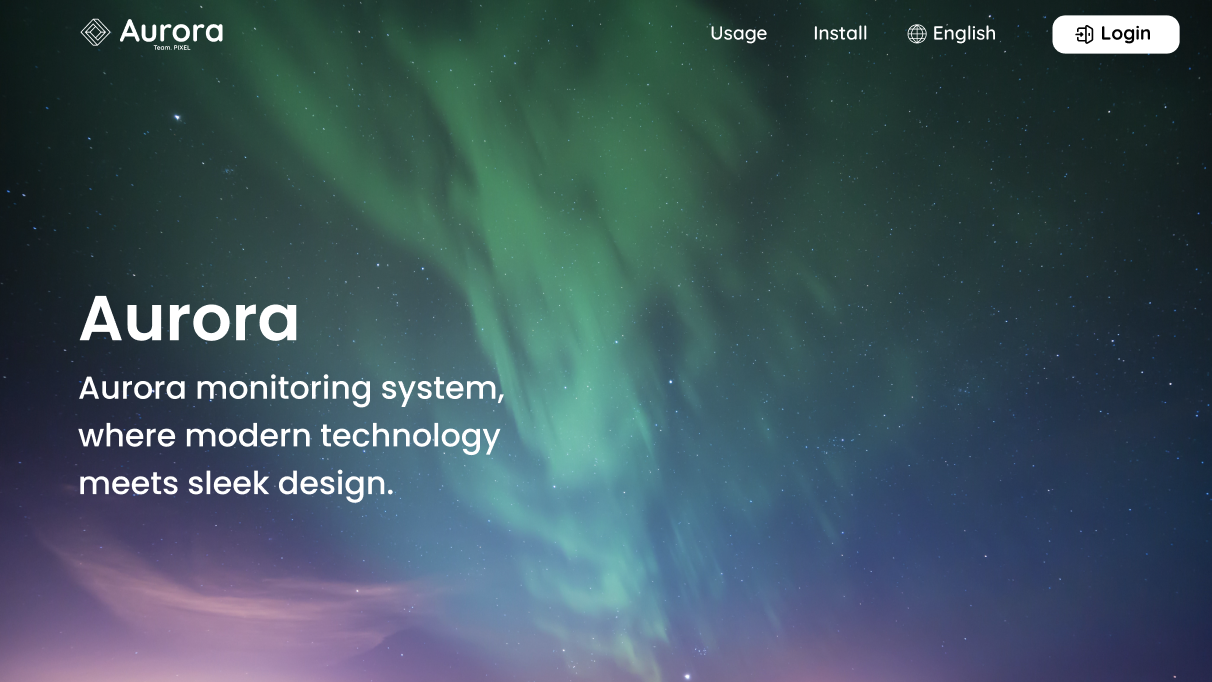 Aurora
Team. PIXEL
Usage
Install
English
Login
Aurora
Aurora monitoring system,
where modern technology
meets sleek design.